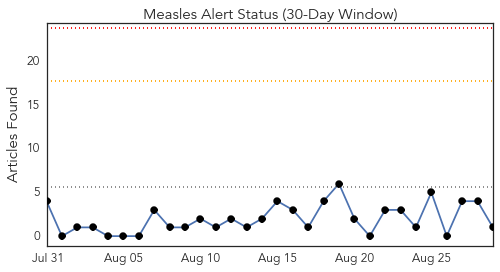 Measles Alert Status (30-Day Window)
Articles Found
20
15
10
5
0
Jul 31 Aug 05 Aug 10 Aug 15 Aug 20 Aug 25